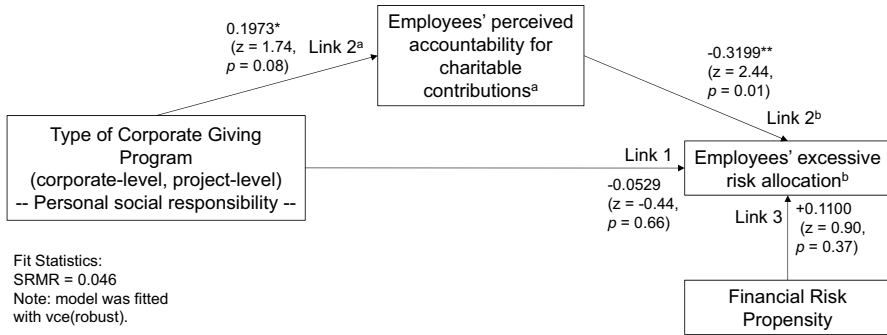 0.1973*
(z = 1.74,
p = 0.08)
Link 2ᵃ
Employees’ perceived
accountability for
charitable
contributionsᵃ
-0.3199**
(z = 2.44,
p = 0.01)
Link 2ᵇ
Type of Corporate Giving
Program
(corporate-level, project-level)
-- Personal social responsibility --
Link 1
-0.0529
(z = -0.44,
p = 0.66)
Employees’ excessive
risk allocationᵇ
Link 3
+0.1100
(z = 0.90,
p = 0.37)
Financial Risk
Propensity
Fit Statistics:
SRMR = 0.046
Note: model was fitted
with vce(robust).